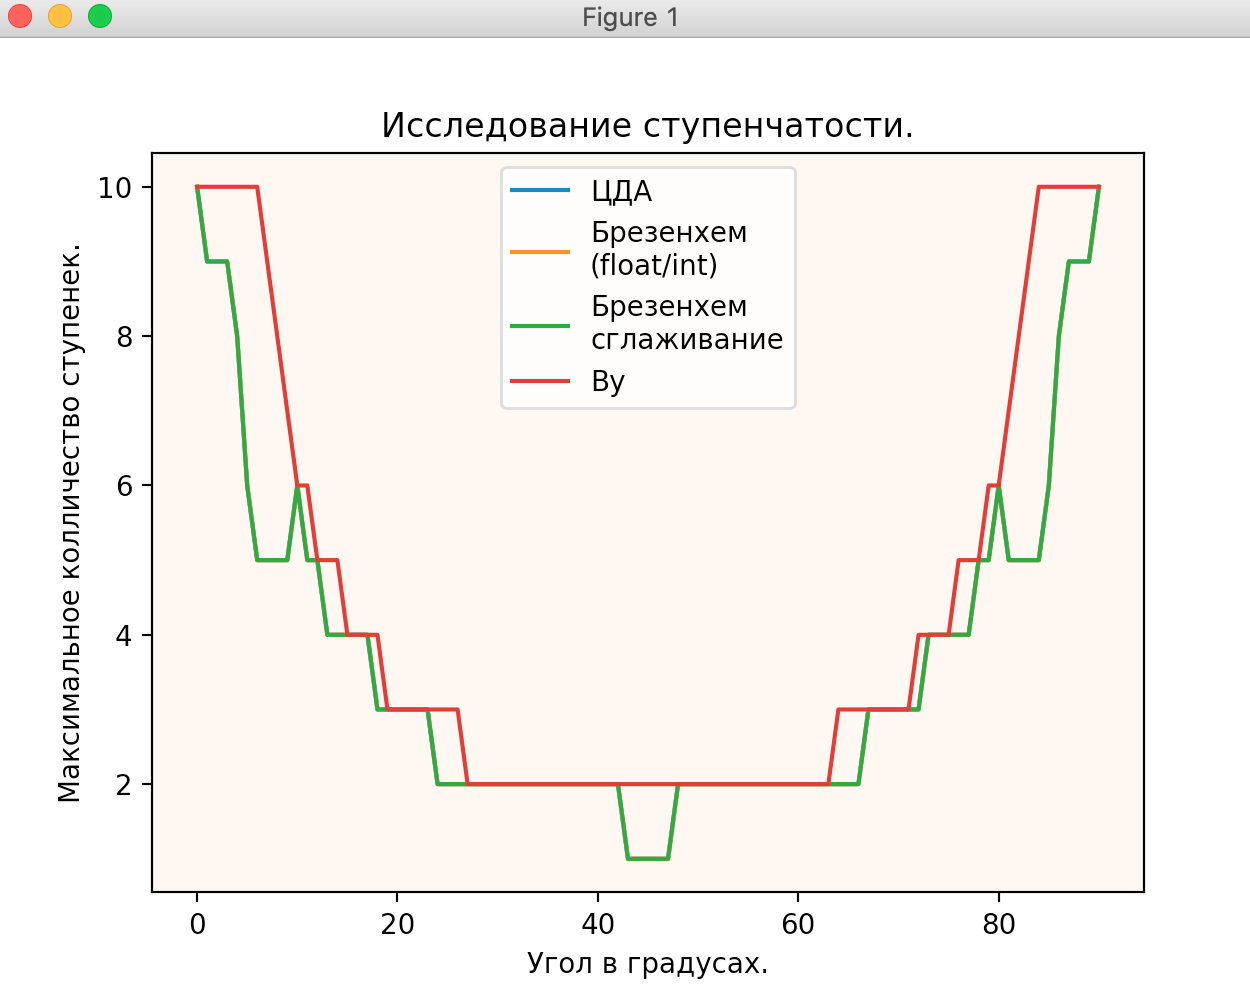 Figure 1
Исследование ступенчатости.
ЦДА
Брезенхем
(float/int)
Брезенхем
сглаживание
Ву
Максимальное колличество ступенек.
10
8
6
4
2
0 20 40 60 80
Угол в градусах.